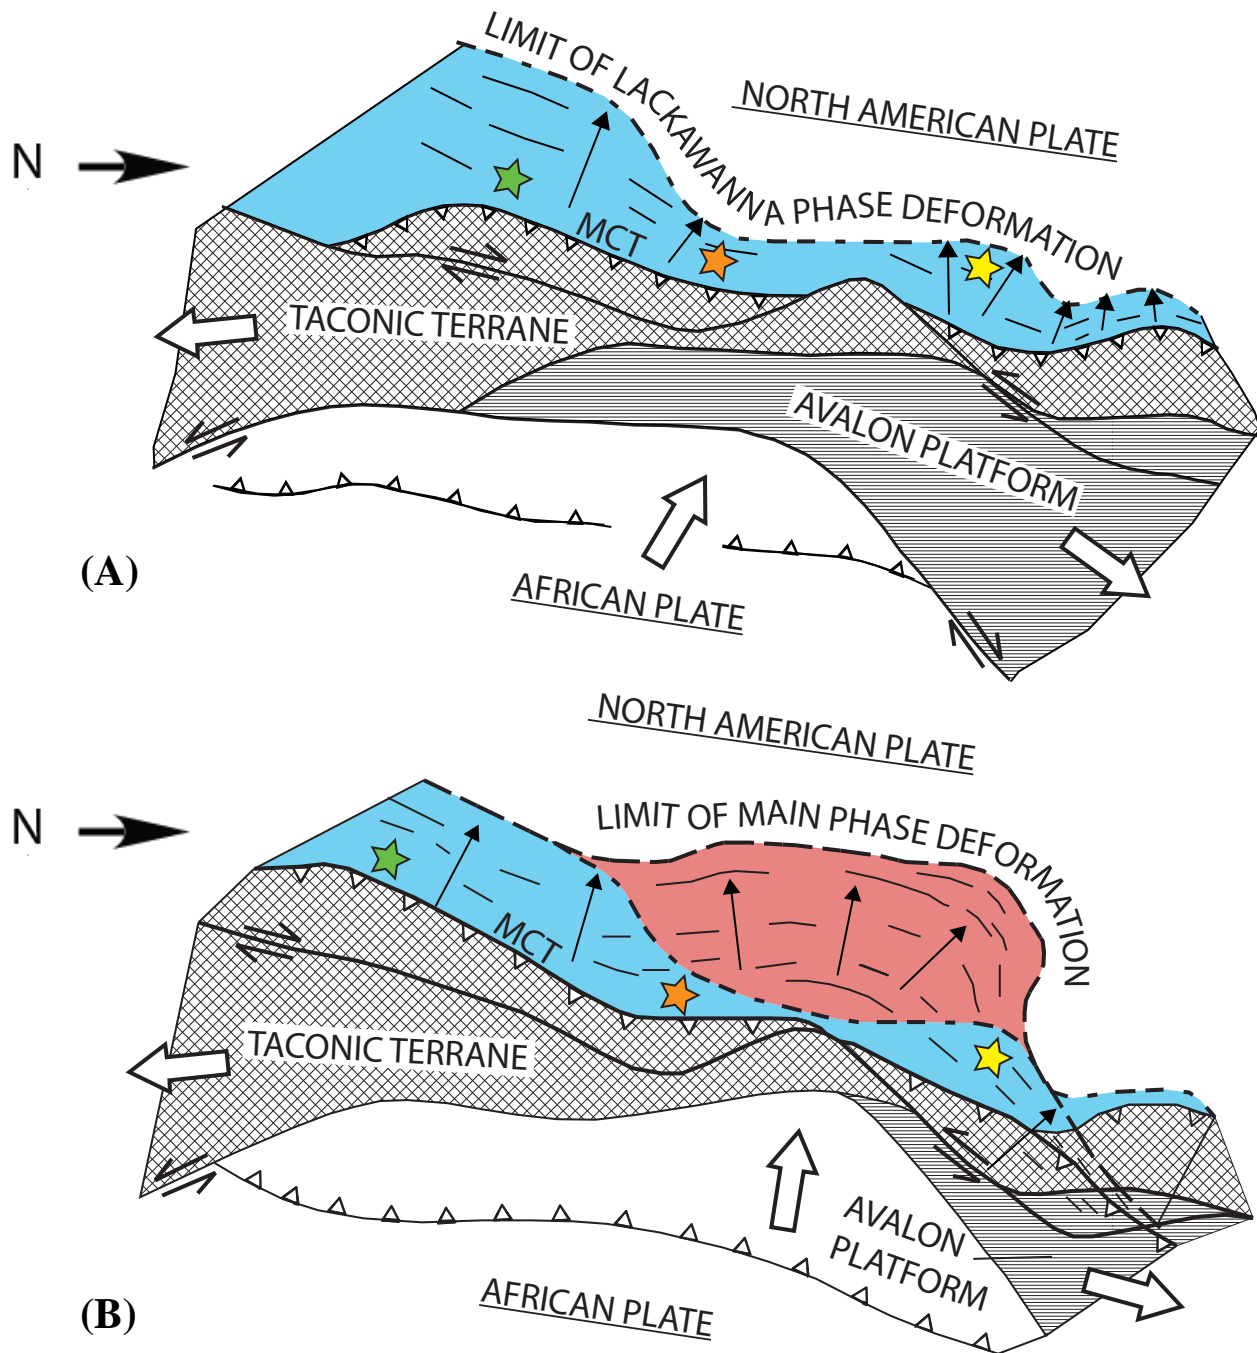 LIMIT OF LACKAWANNA PHASE DEFORMATION
NORTH AMERICAN PLATE
N
MCT
TACONIC TERRANE
AVALON PLATFORM
(A)
AFRICAN PLATE
NORTH AMERICAN PLATE
N
LIMIT OF MAIN PHASE DEFORMATION
MCT
TACONIC TERRANE
AVALON
PLATFORM
AFRICAN PLATE
(B)